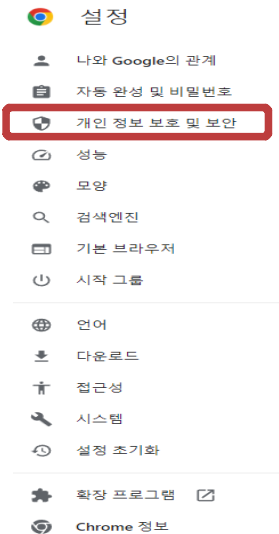 설정
나와 Google의 관계
자동 완성 및 비밀번호
개인 정보 보호 및 보안
성능
모양
검색엔진
기본 브라우저
시작 그룹
언어
다운로드
접근성
시스템
설정 초기화
확장 프로그램
Chrome 정보